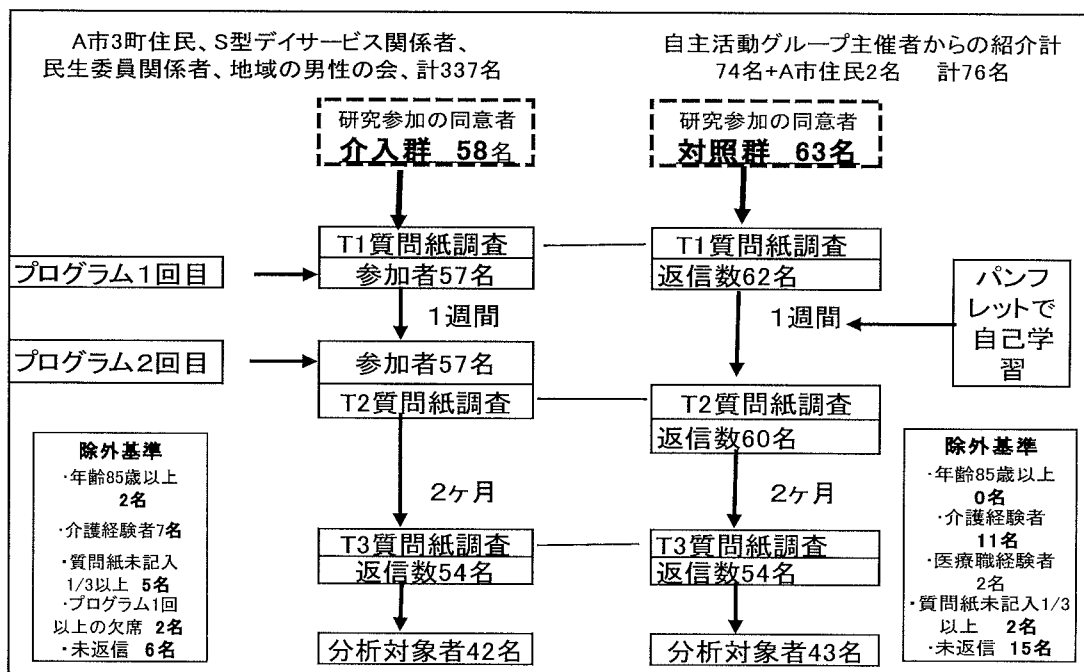 A市3町住民、S型デイサービス関係者、
民生委員関係者、地域の男性の会、計337名
自主活動グループ主催者からの紹介計
74名+A市住民2名 計76名
研究参加の同意者
介入群 58名
研究参加の同意者
対照群 63名
T1質問紙調査
参加者57名
T1質問紙調査
返信数62名
プログラム1回目
1週間
1週間
パンフ
レットで
自己学
習
プログラム2回目
参加者57名
T2質問紙調査
T2質問紙調査
返信数60名
除外基準
・年齢85歳以上
2名
・介護経験者7名
・質問紙未記入
1/3以上 5名
・プログラム1回
以上の欠席 2名
・未返信 6名
2ヶ月
2ヶ月
除外基準
・年齢85歳以上
0名
・介護経験者
11名
・医療職経験者
2名
・質問紙未記入1/3
以上 2名
・未返信 15名
T3質問紙調査
返信数54名
T3質問紙調査
返信数54名
分析対象者42名
分析対象者43名